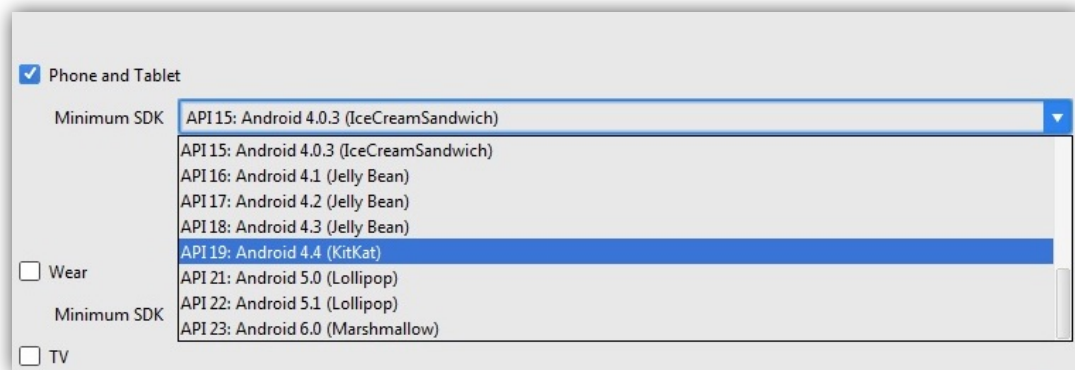 Phone and Tablet
Minimum SDK API 15: Android 4.0.3 (IceCreamSandwich)
API 15: Android 4.0.3 (IceCreamSandwich)
API 16: Android 4.1 (Jelly Bean)
API 17: Android 4.2 (Jelly Bean)
API 18: Android 4.3 (Jelly Bean)
API 19: Android 4.4 (KitKat)
Wear
API 21: Android 5.0 (Lollipop)
API 22: Android 5.1 (Lollipop)
Minimum SDK
API 23: Android 6.0 (Marshmallow)
TV